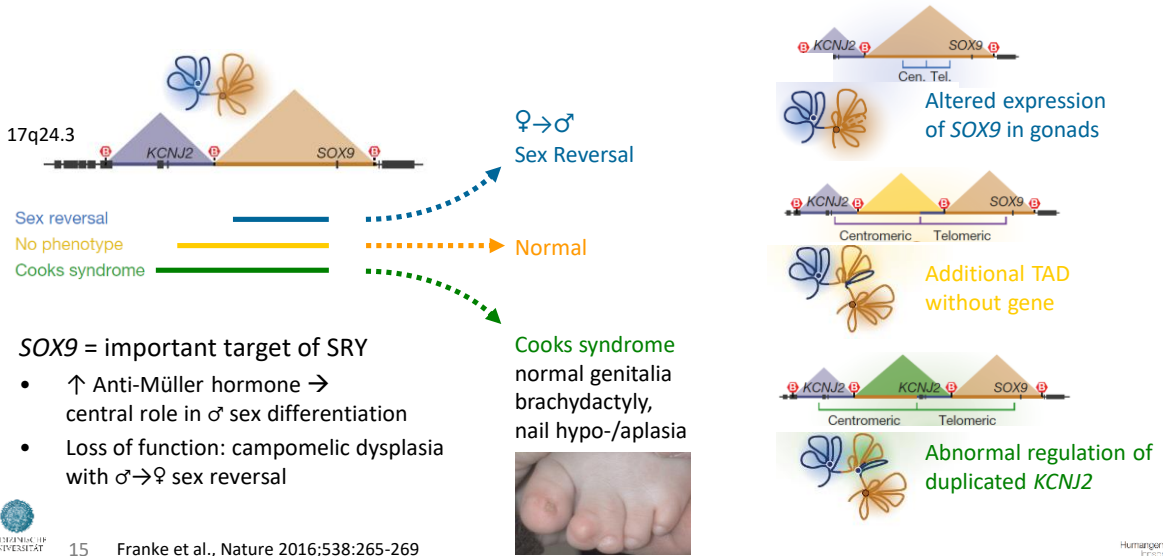 17q24.3
B
KCNJ2
B
SOX9
B
Sex reversal
No phenotype
Cooks syndrome
♀→♂
Sex Reversal
Normal
Cooks syndrome
normal genitalia
brachydactyly,
nail hypo-/aplasia
SOX9 = important target of SRY
• ↑ Anti-Müller hormone →
central role in ♂ sex differentiation
• Loss of function: campomelic dysplasia
with ♂→♀ sex reversal
B KCNJ2 B SOX9 B
Cen. Tel.
Altered expression
of SOX9 in gonads
B KCNJ2 B B SOX9 B
Centromeric Telomeric
Additional TAD
without gene
B KCNJ2 B KCNJ2 B SOX9 B
Centromeric Telomeric
Abnormal regulation of
duplicated KCNJ2
15 Franke et al., Nature 2016;538:265-269